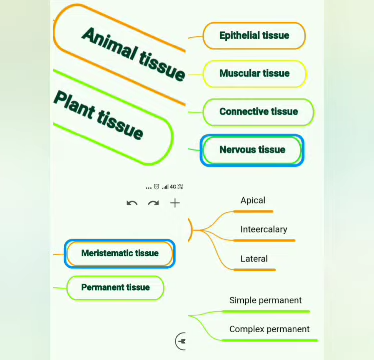 Animal tissue
Plant tissue
Epithelial tissue
Muscular tissue
Connective tissue
Nervous tissue
Meristematic tissue
Permanent tissue
Apical
Inteercalary
Lateral
Simple permanent
Complex permanent